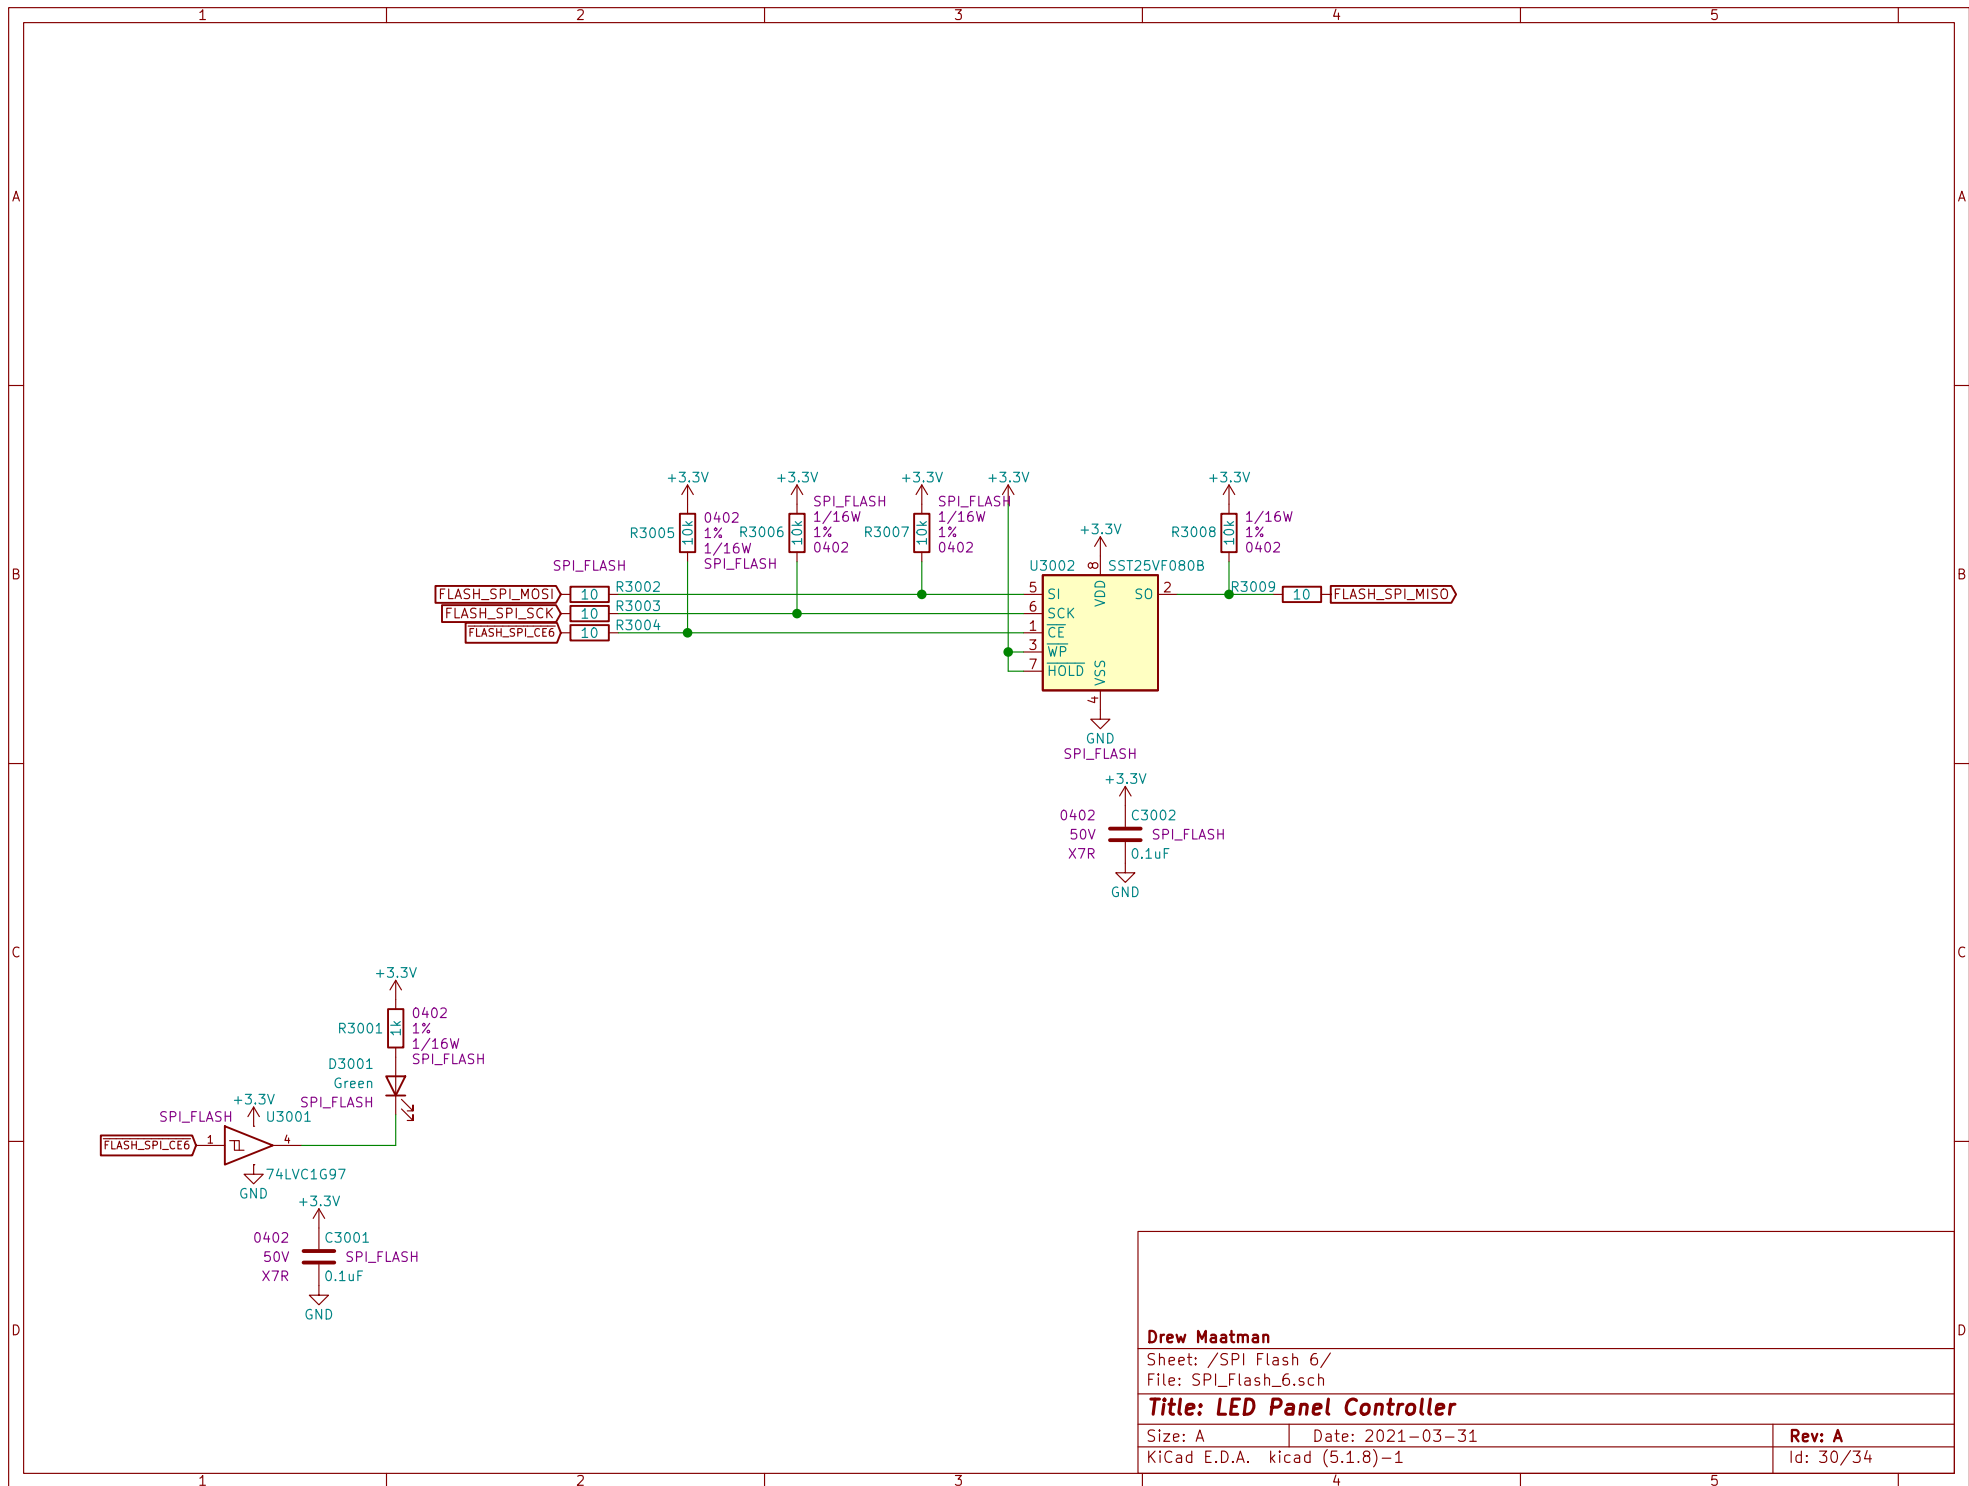 1 2 3 4 5
A A
+3.3V +3.3V +3.3V +3.3V +3.3V
R3005 10k
0402
1%
1/16W
SPI_FLASH
R3006 10k
SPI_FLASH
1/16W
1%
0402
R3007 10k
SPI_FLASH
1/16W
1%
0402
R3008 10k
1/16W
1%
0402
+3.3V
B B
SPI_FLASH
FLASH_SPI_MOSI 10 R3002
FLASH_SPI_SCK 10 R3003
FLASH_SPI_CE6 10 R3004
U3002 8 SST25VF080B
5 SI VDD SO 2
6 SCK
1 CE
3 WP
7 HOLD VSS
4
GND
SPI_FLASH
R3009 10 FLASH_SPI_MISO
+3.3V
0402 C3002
50V SPI_FLASH
X7R 0.1uF
GND
C C
+3.3V
R3001 1k
0402
1%
1/16W
SPI_FLASH
D3001
Green
SPI_FLASH
+3.3V
SPI_FLASH U3001
FLASH_SPI_CE6 1 4
74LVC1G97
GND
+3.3V
0402 C3001
50V SPI_FLASH
X7R 0.1uF
GND
D D
Drew Maatman
Sheet: /SPI Flash 6/
File: SPI_Flash_6.sch
Title: LED Panel Controller
Size: A Date: 2021-03-31 Rev: A
KiCad E.D.A. kicad (5.1.8)-1 Id: 30/34
1 2 3 4 5